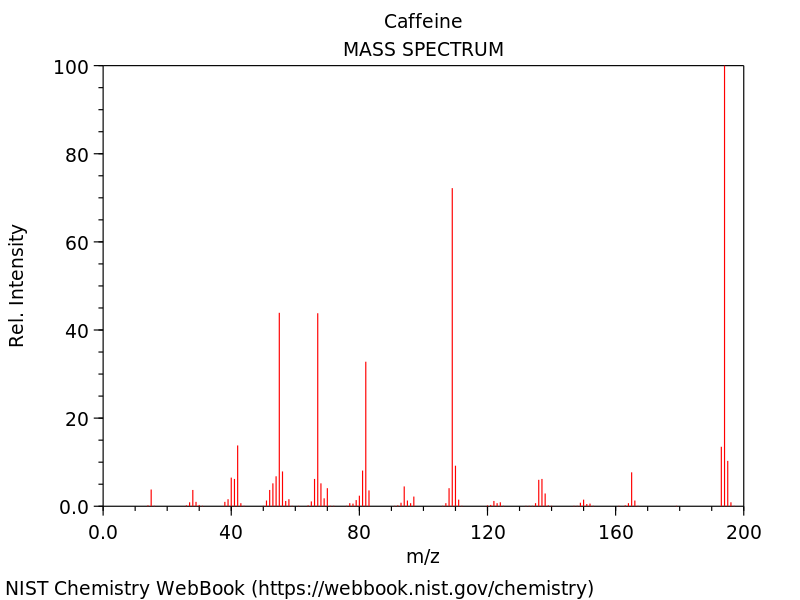 Caffeine
MASS SPECTRUM
100
80
60
40
20
0.0
Rel. Intensity
0.0 40 80 120 160 200
m/z
NIST Chemistry WebBook (https://webbook.nist.gov/chemistry)